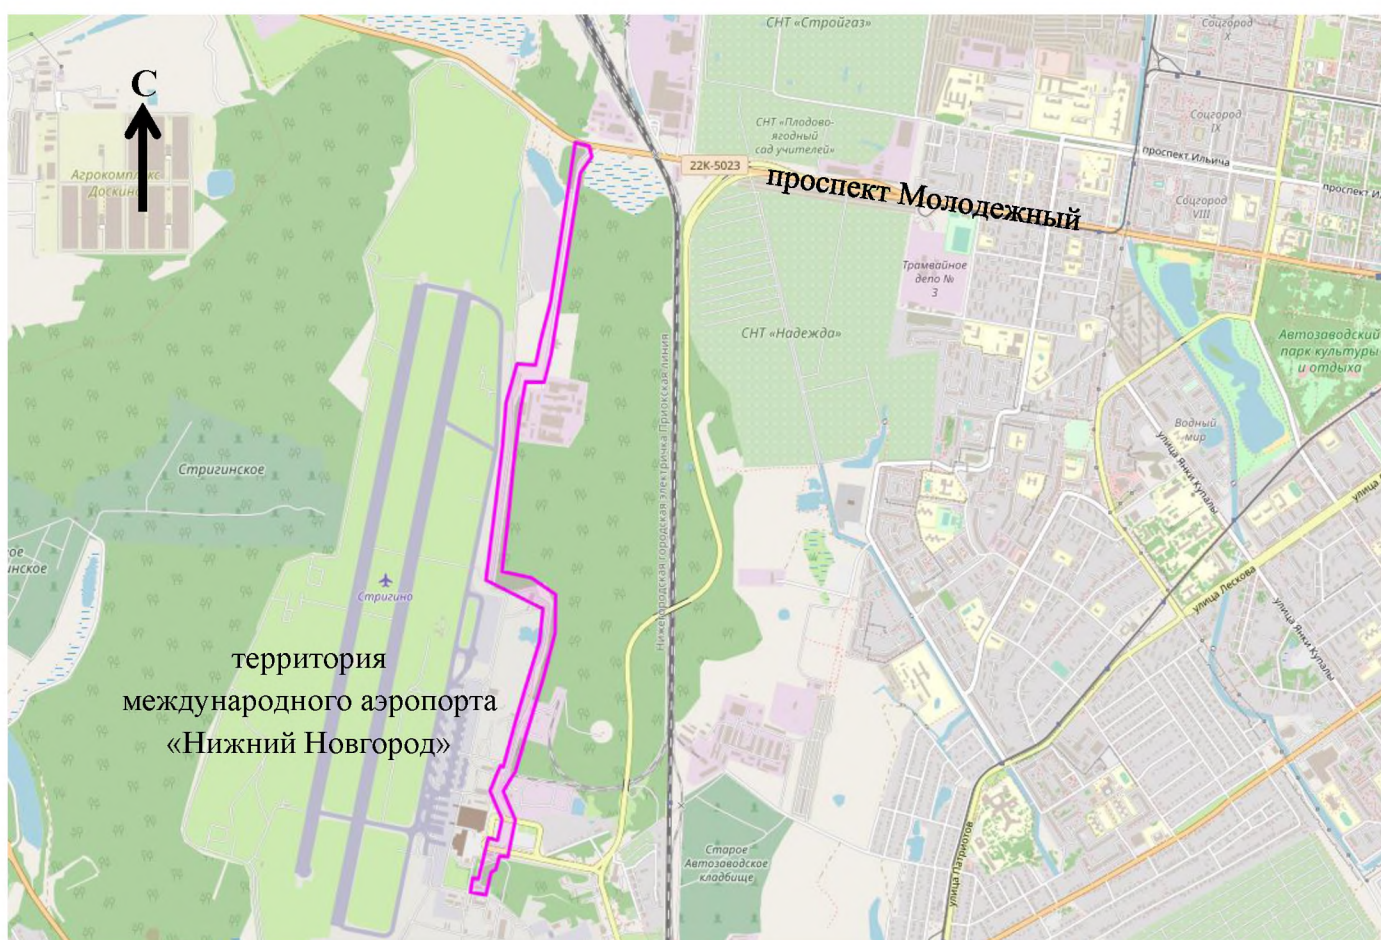 СНТ «Стройгаз»
Соцгород
X
С
Соцгород
IX
СНТ «Плодово-
ягодный
сад учителей»
проспект Ильича
22К-5023
Агрокомплекс
Доскино
проспект Молодежный
проспект И
Соцгород
VIII
Трамвайное
депо №
3
СНТ «Надежда»
Автозаводский
парк культуры
и отдыха
Нижегородская городская электричка Приокская линия
Водный
мир
улица Янки Купалы
Стригинское
улица
ое
инское
Стригино
улица Лескова
улица Янки Купалы
территория
международного аэропорта
«Нижний Новгород»
улица Патриотов
Старое
Автозаводское
кладбище